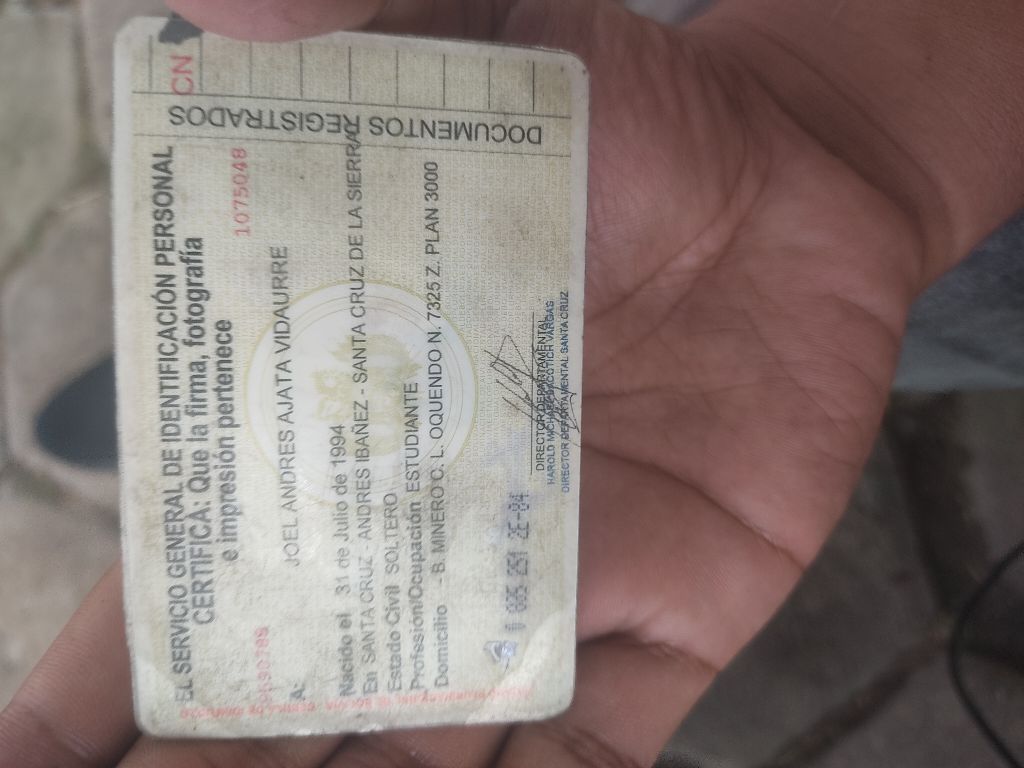 EL SERVICIO GENERAL DE IDENTIFICACIÓN PERSONAL
CERTIFICA: Que la firma, fotografía
e impresión pertenece
1075048
A: JOEL ANDRES AJATA VIDAURRE
Nacido el 31 de Julio de 1994
En SANTA CRUZ - ANDRES IBAÑEZ - SANTA CRUZ DE LA SIERRA
Estado Civil SOLTERO
Profesión/Ocupación ESTUDIANTE
Domicilio - B. MINERO C. L. OQUENDO N. 7325 Z. PLAN 3000
DIRECTOR DEPARTAMENTAL
DIRECTOR DEPARTAMENTAL SANTA CRUZ
DOCUMENTOS REGISTRADOS
CN